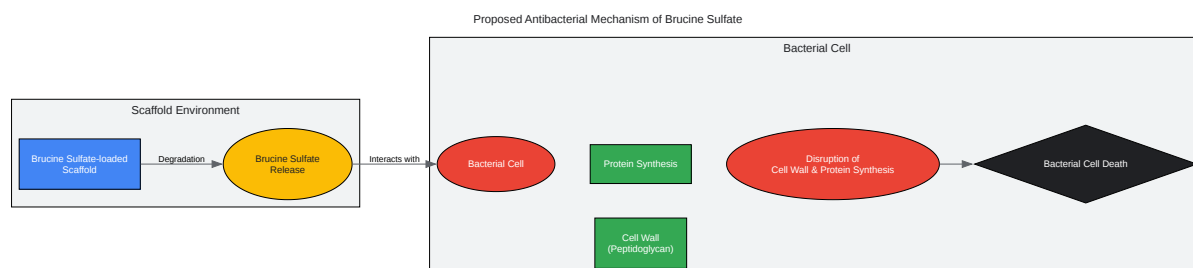 Proposed Antibacterial Mechanism of Brucine Sulfate
Bacterial Cell
Scaffold Environment
Brucine Sulfate-loaded
Scaffold
Degradation
Brucine Sulfate
Release
Interacts with
Bacterial Cell
Protein Synthesis
Disruption of
Cell Wall & Protein Synthesis
Bacterial Cell Death
Cell Wall
(Peptidoglycan)